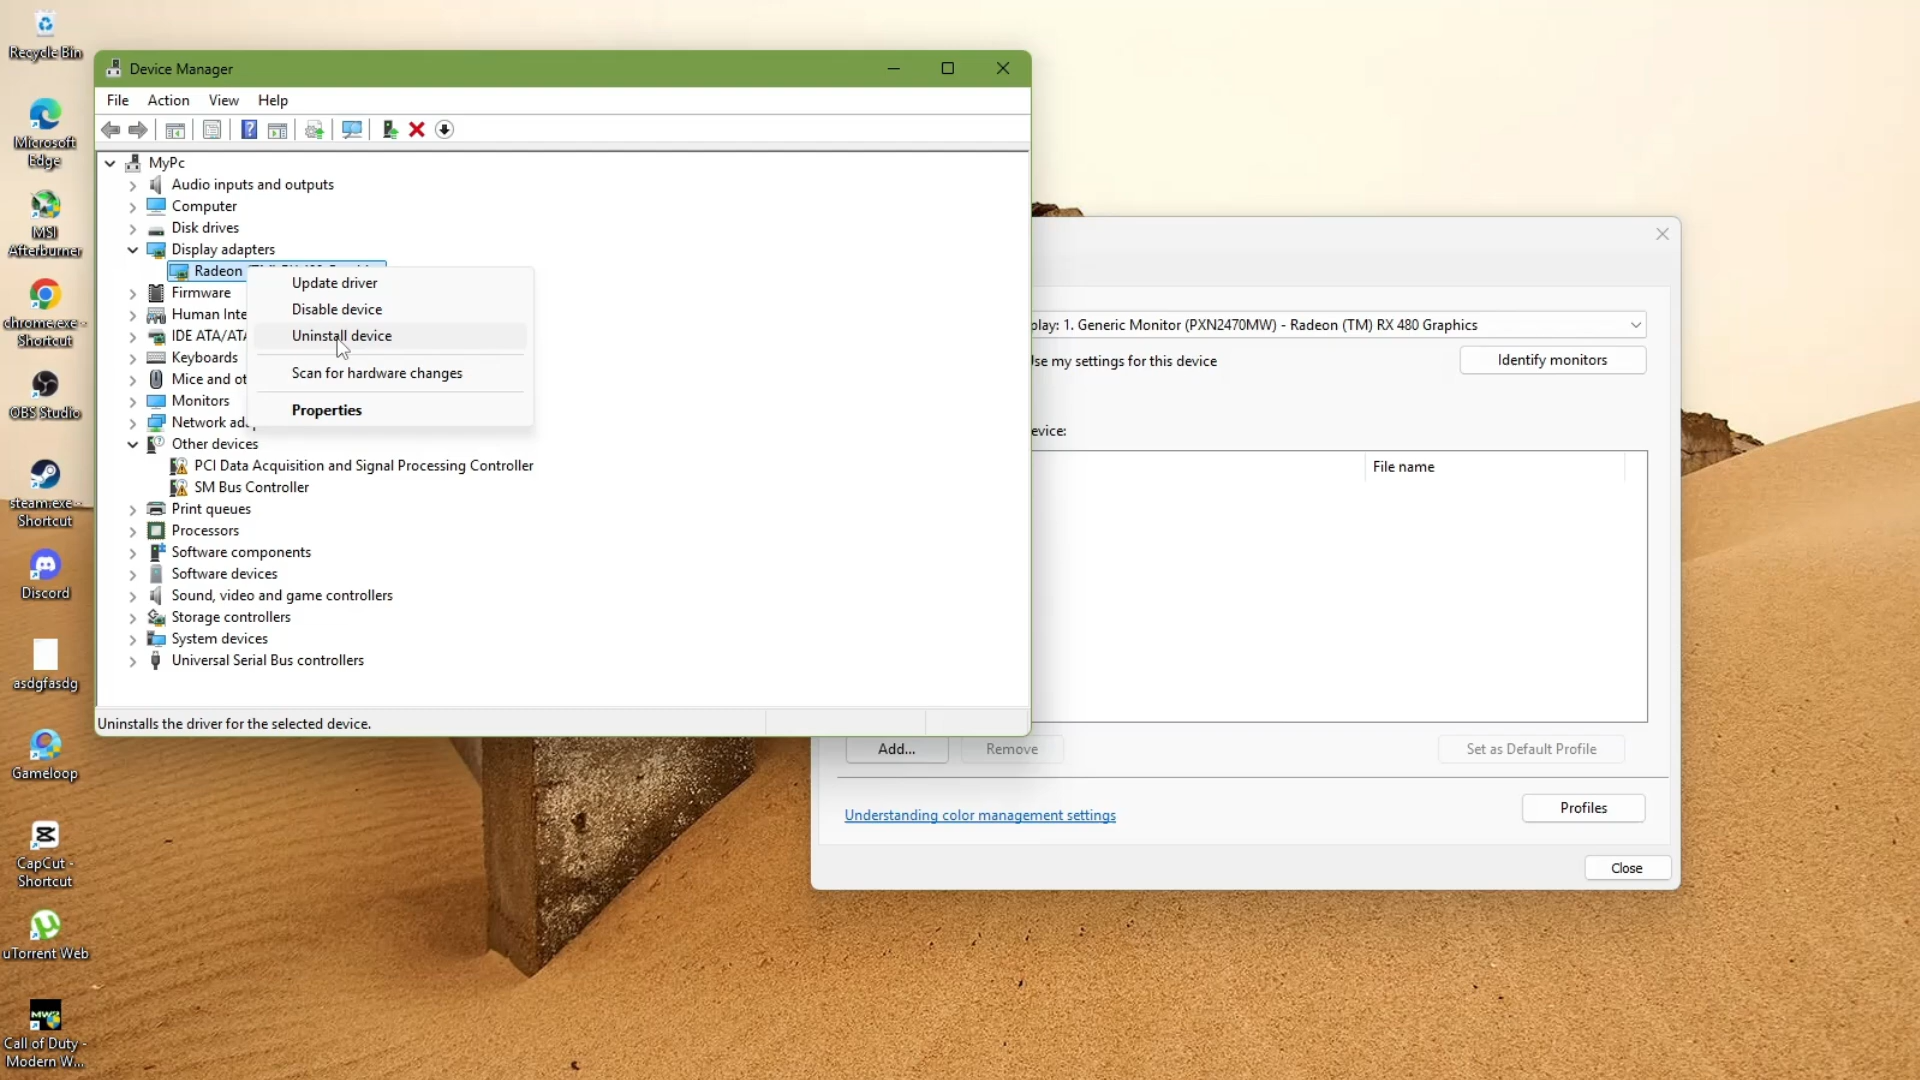 Recycle Bin
Microsoft
Edge
MSI
Afterburner
chrome.exe -
Shortcut
OBS Studio
steam.exe -
Shortcut
Discord
asdgfasdg
Gameloop
CapCut -
Shortcut
uTorrent Web
MW2
Call of Duty -
Modern W...
Device Manager
File Action View Help
MyPc
Audio inputs and outputs
Computer
Disk drives
Display adapters
Radeon
Firmware
Human Inte
IDE ATA/ATA
Keyboards
Mice and ot
Monitors
Network ada
Other devices
PCI Data Acquisition and Signal Processing Controller
SM Bus Controller
Print queues
Processors
Software components
Software devices
Sound, video and game controllers
Storage controllers
System devices
Universal Serial Bus controllers
Uninstalls the driver for the selected device.
Update driver
Disable device
Uninstall device
Scan for hardware changes
Properties
play: 1. Generic Monitor (PXN2470MW) - Radeon (TM) RX 480 Graphics
Use my settings for this device
Identify monitors
evice:
File name
Add...
Remove
Set as Default Profile
Understanding color management settings
Profiles
Close